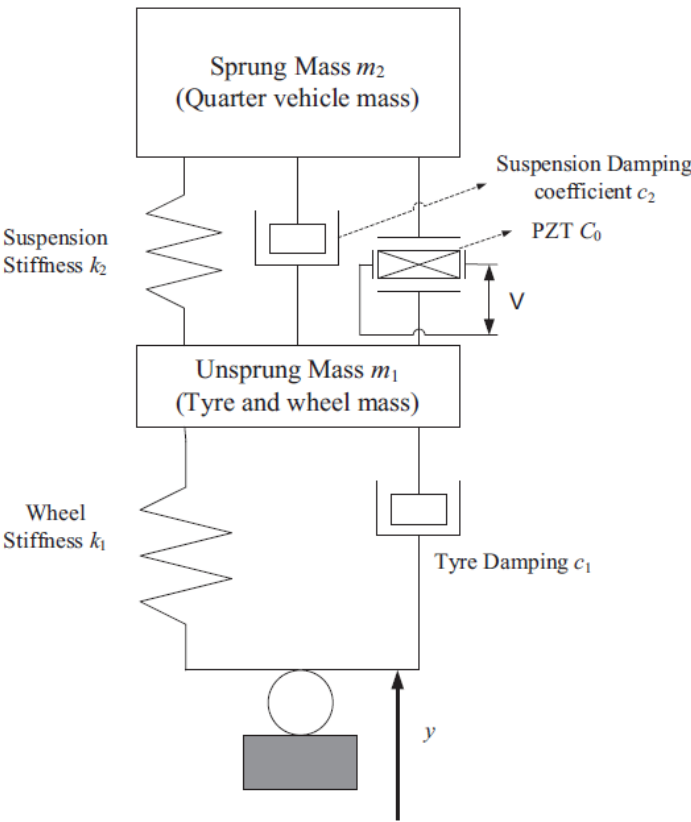 Sprung Mass m₂
(Quarter vehicle mass)
Suspension Damping
coefficient c₂
PZT C₀
Suspension
Stiffness k₂
V
Unsprung Mass m₁
(Tyre and wheel mass)
Wheel
Stiffness k₁
Tyre Damping c₁
y